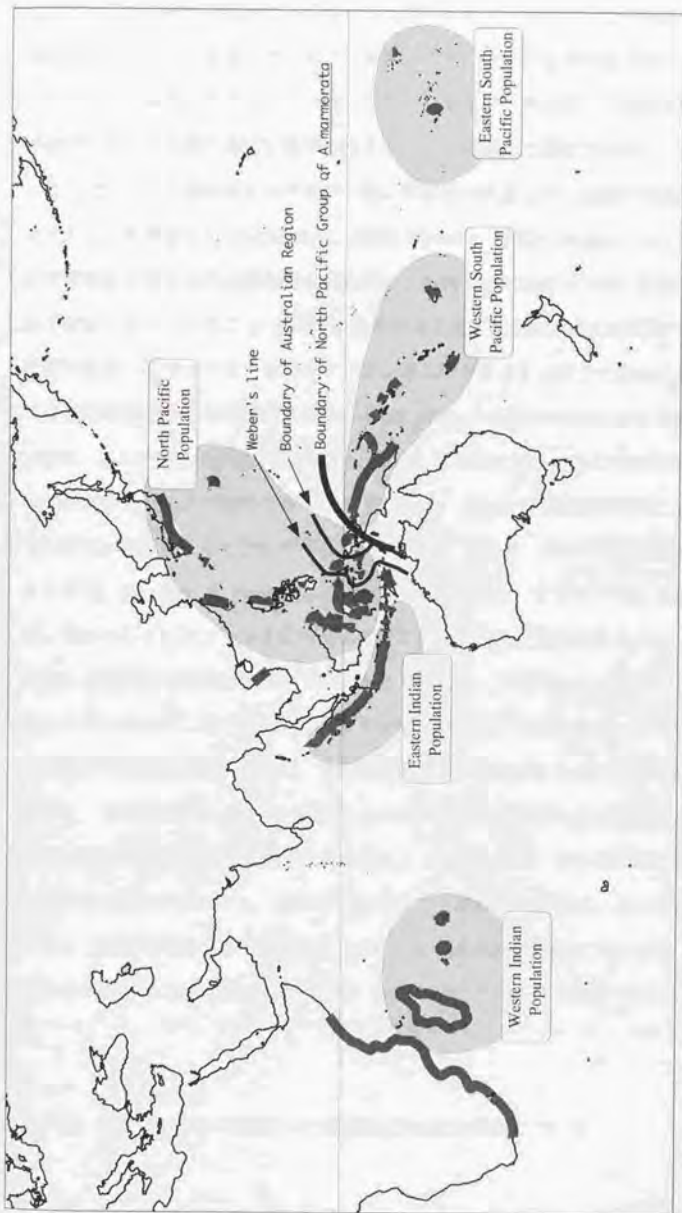 North Pacific
Population
Weber's line
Boundary of Australian Region
Boundary of North Pacific Group of A.marmorata
Eastern South
Pacific Population
Western South
Pacific Population
Eastern Indian
Population
Western Indian
Population